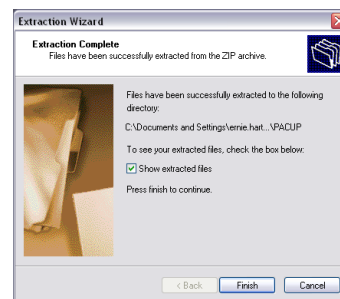 Extraction Wizard
Extraction Complete
Files have been successfully extracted from the ZIP archive.
Files have been successfully extracted to the following
directory:
C:\Documents and Settings\ernie.hart...\PACUP
To see your extracted files, check the box below:
Show extracted files
Press finish to continue.
< Back
Finish
Cancel